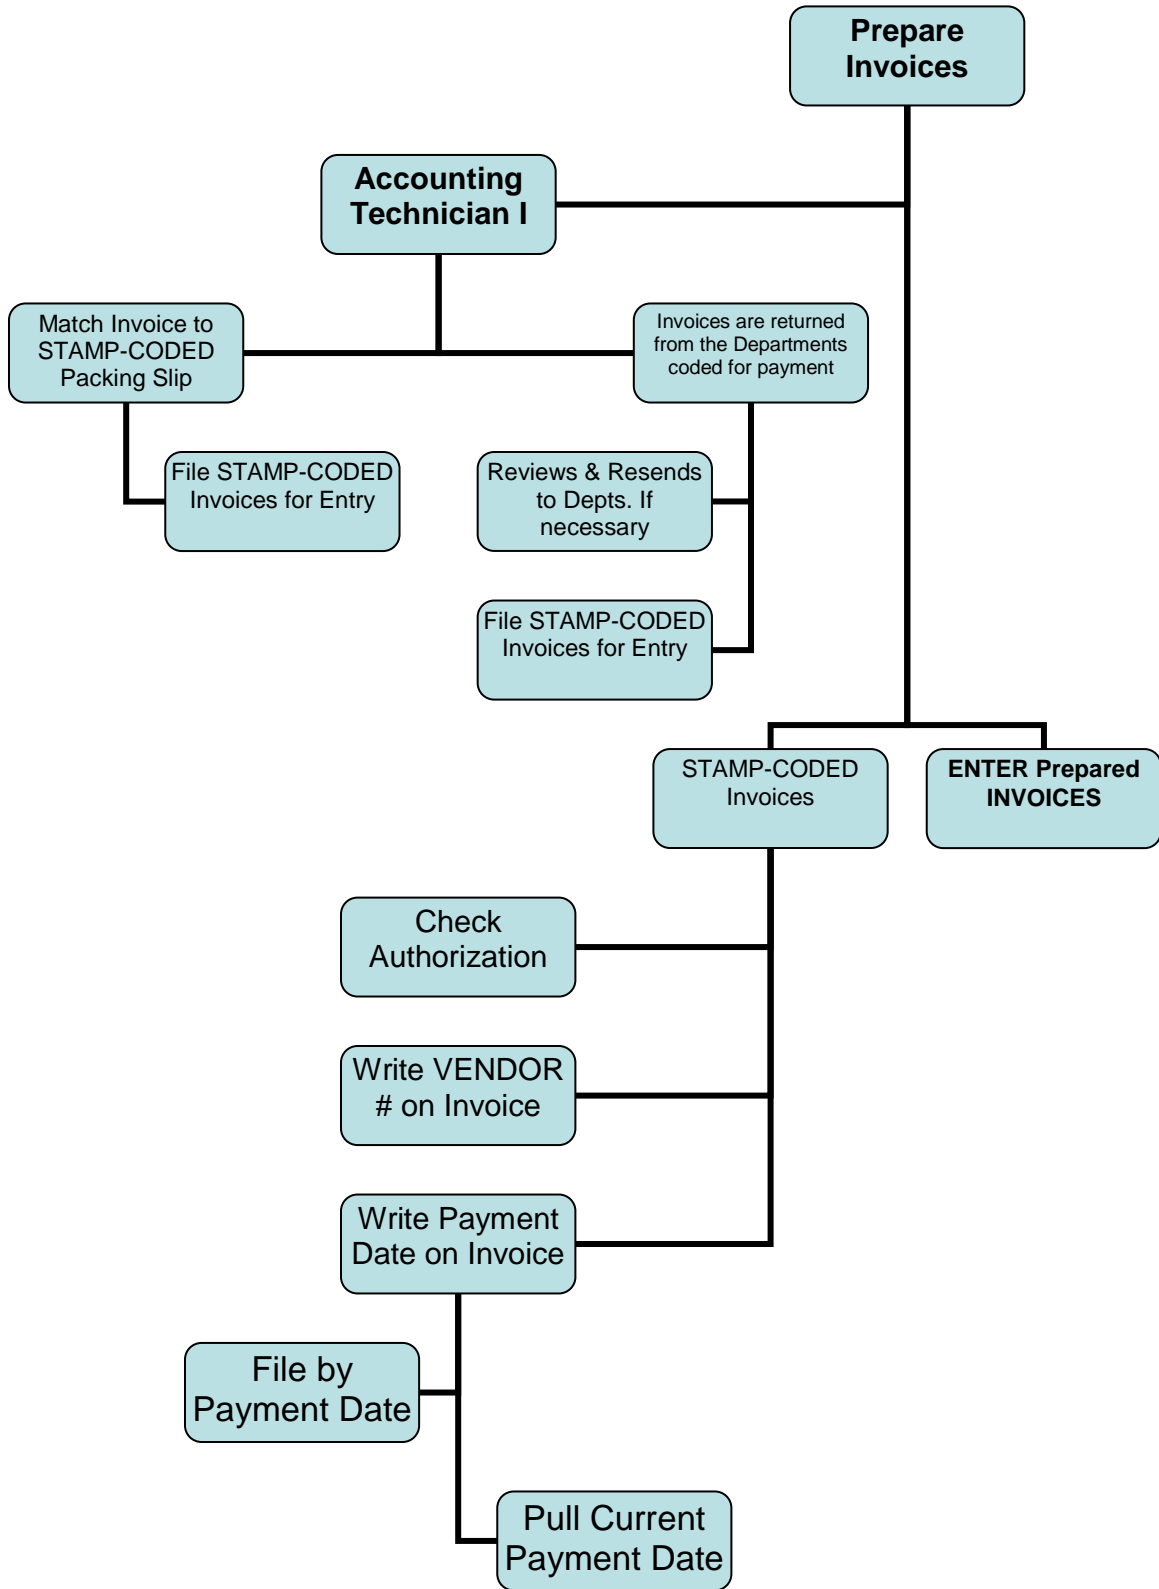 Prepare
Invoices
Accounting
Technician I
Match Invoice to
STAMP-CODED
Packing Slip
Invoices are returned
from the Departments
coded for payment
File STAMP-CODED
Invoices for Entry
Reviews & Resends
to Depts. If
necessary
File STAMP-CODED
Invoices for Entry
STAMP-CODED
Invoices
ENTER Prepared
INVOICES
Check
Authorization
Write VENDOR
# on Invoice
Write Payment
Date on Invoice
File by
Payment Date
Pull Current
Payment Date